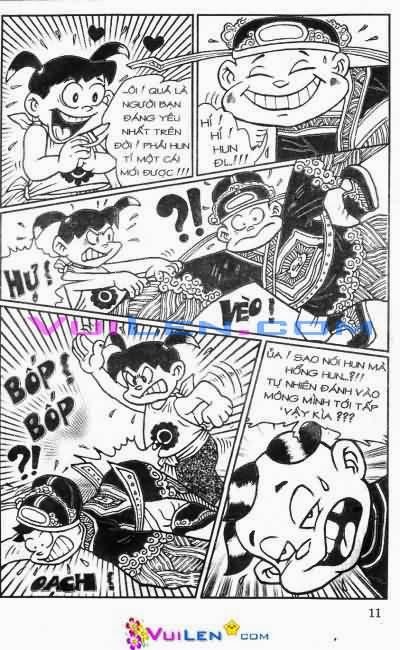 ..ÔI ! QUẢ LÀ
NGƯỜI BẠN
ĐÁNG YÊU
NHẤT TRÊN
ĐỜI ! PHẢI HUN
TÍ MỘT CÁI
MỚI ĐƯỢC !!!
HÍ !
HÍ !
HUN
ĐI..!!!
?!
HỰ !
VÈO !
VuiLen.com
BỐP !
BỐP
?!
OẠCH !
ỦA ! SAO NÓI HUN MÀ
HỔNG HUN..?!!
TỰ NHIÊN ĐÁNH VÀO
MÔNG MÌNH TỚI TẤP
VẬY KÌA ???
11
VuiLen.com